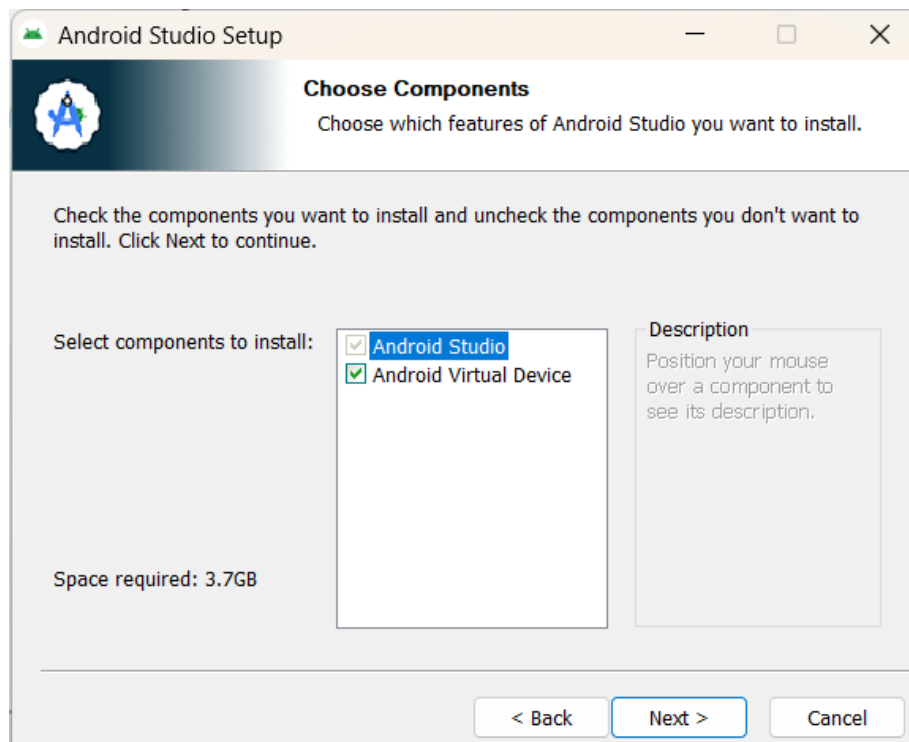 Android Studio Setup
Choose Components
Choose which features of Android Studio you want to install.
Check the components you want to install and uncheck the components you don't want to
install. Click Next to continue.
Select components to install:
Android Studio
Android Virtual Device
Description
Position your mouse
over a component to
see its description.
Space required: 3.7GB
< Back
Next >
Cancel